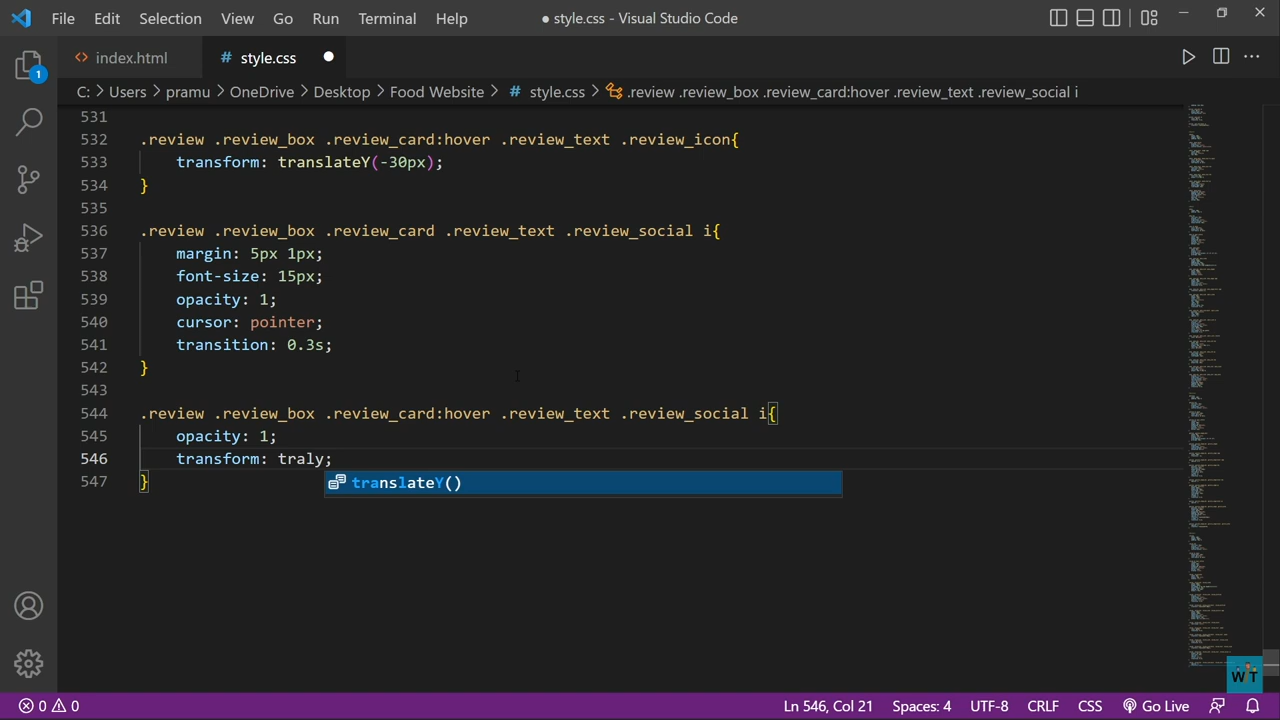 File Edit Selection View Go Run Terminal Help ● style.css - Visual Studio Code
index.html # style.css
1
C: > Users > pramu > OneDrive > Desktop > Food Website > # style.css > .review .review_box .review_card:hover .review_text .review_social i
531
532 .review .review_box .review_card:hover .review_text .review_icon{
533 transform: translateY(-30px);
534 }
535
536 .review .review_box .review_card .review_text .review_social i{
537 margin: 5px 1px;
538 font-size: 15px;
539 opacity: 1;
540 cursor: pointer;
541 transition: 0.3s;
542 }
543
544 .review .review_box .review_card:hover .review_text .review_social i{
545 opacity: 1;
546 transform: traly;
547 }
translateY()
WT
0 0 Ln 546, Col 21 Spaces: 4 UTF-8 CRLF CSS Go Live